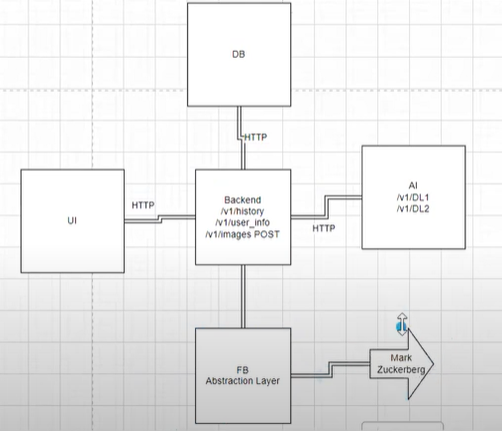 DB
HTTP
AI
/v1/DL1
/v1/DL2
HTTP
UI
Backend
/v1/history
/v1/user_info
/v1/images POST
HTTP
FB
Abstraction Layer
Mark
Zuckerberg